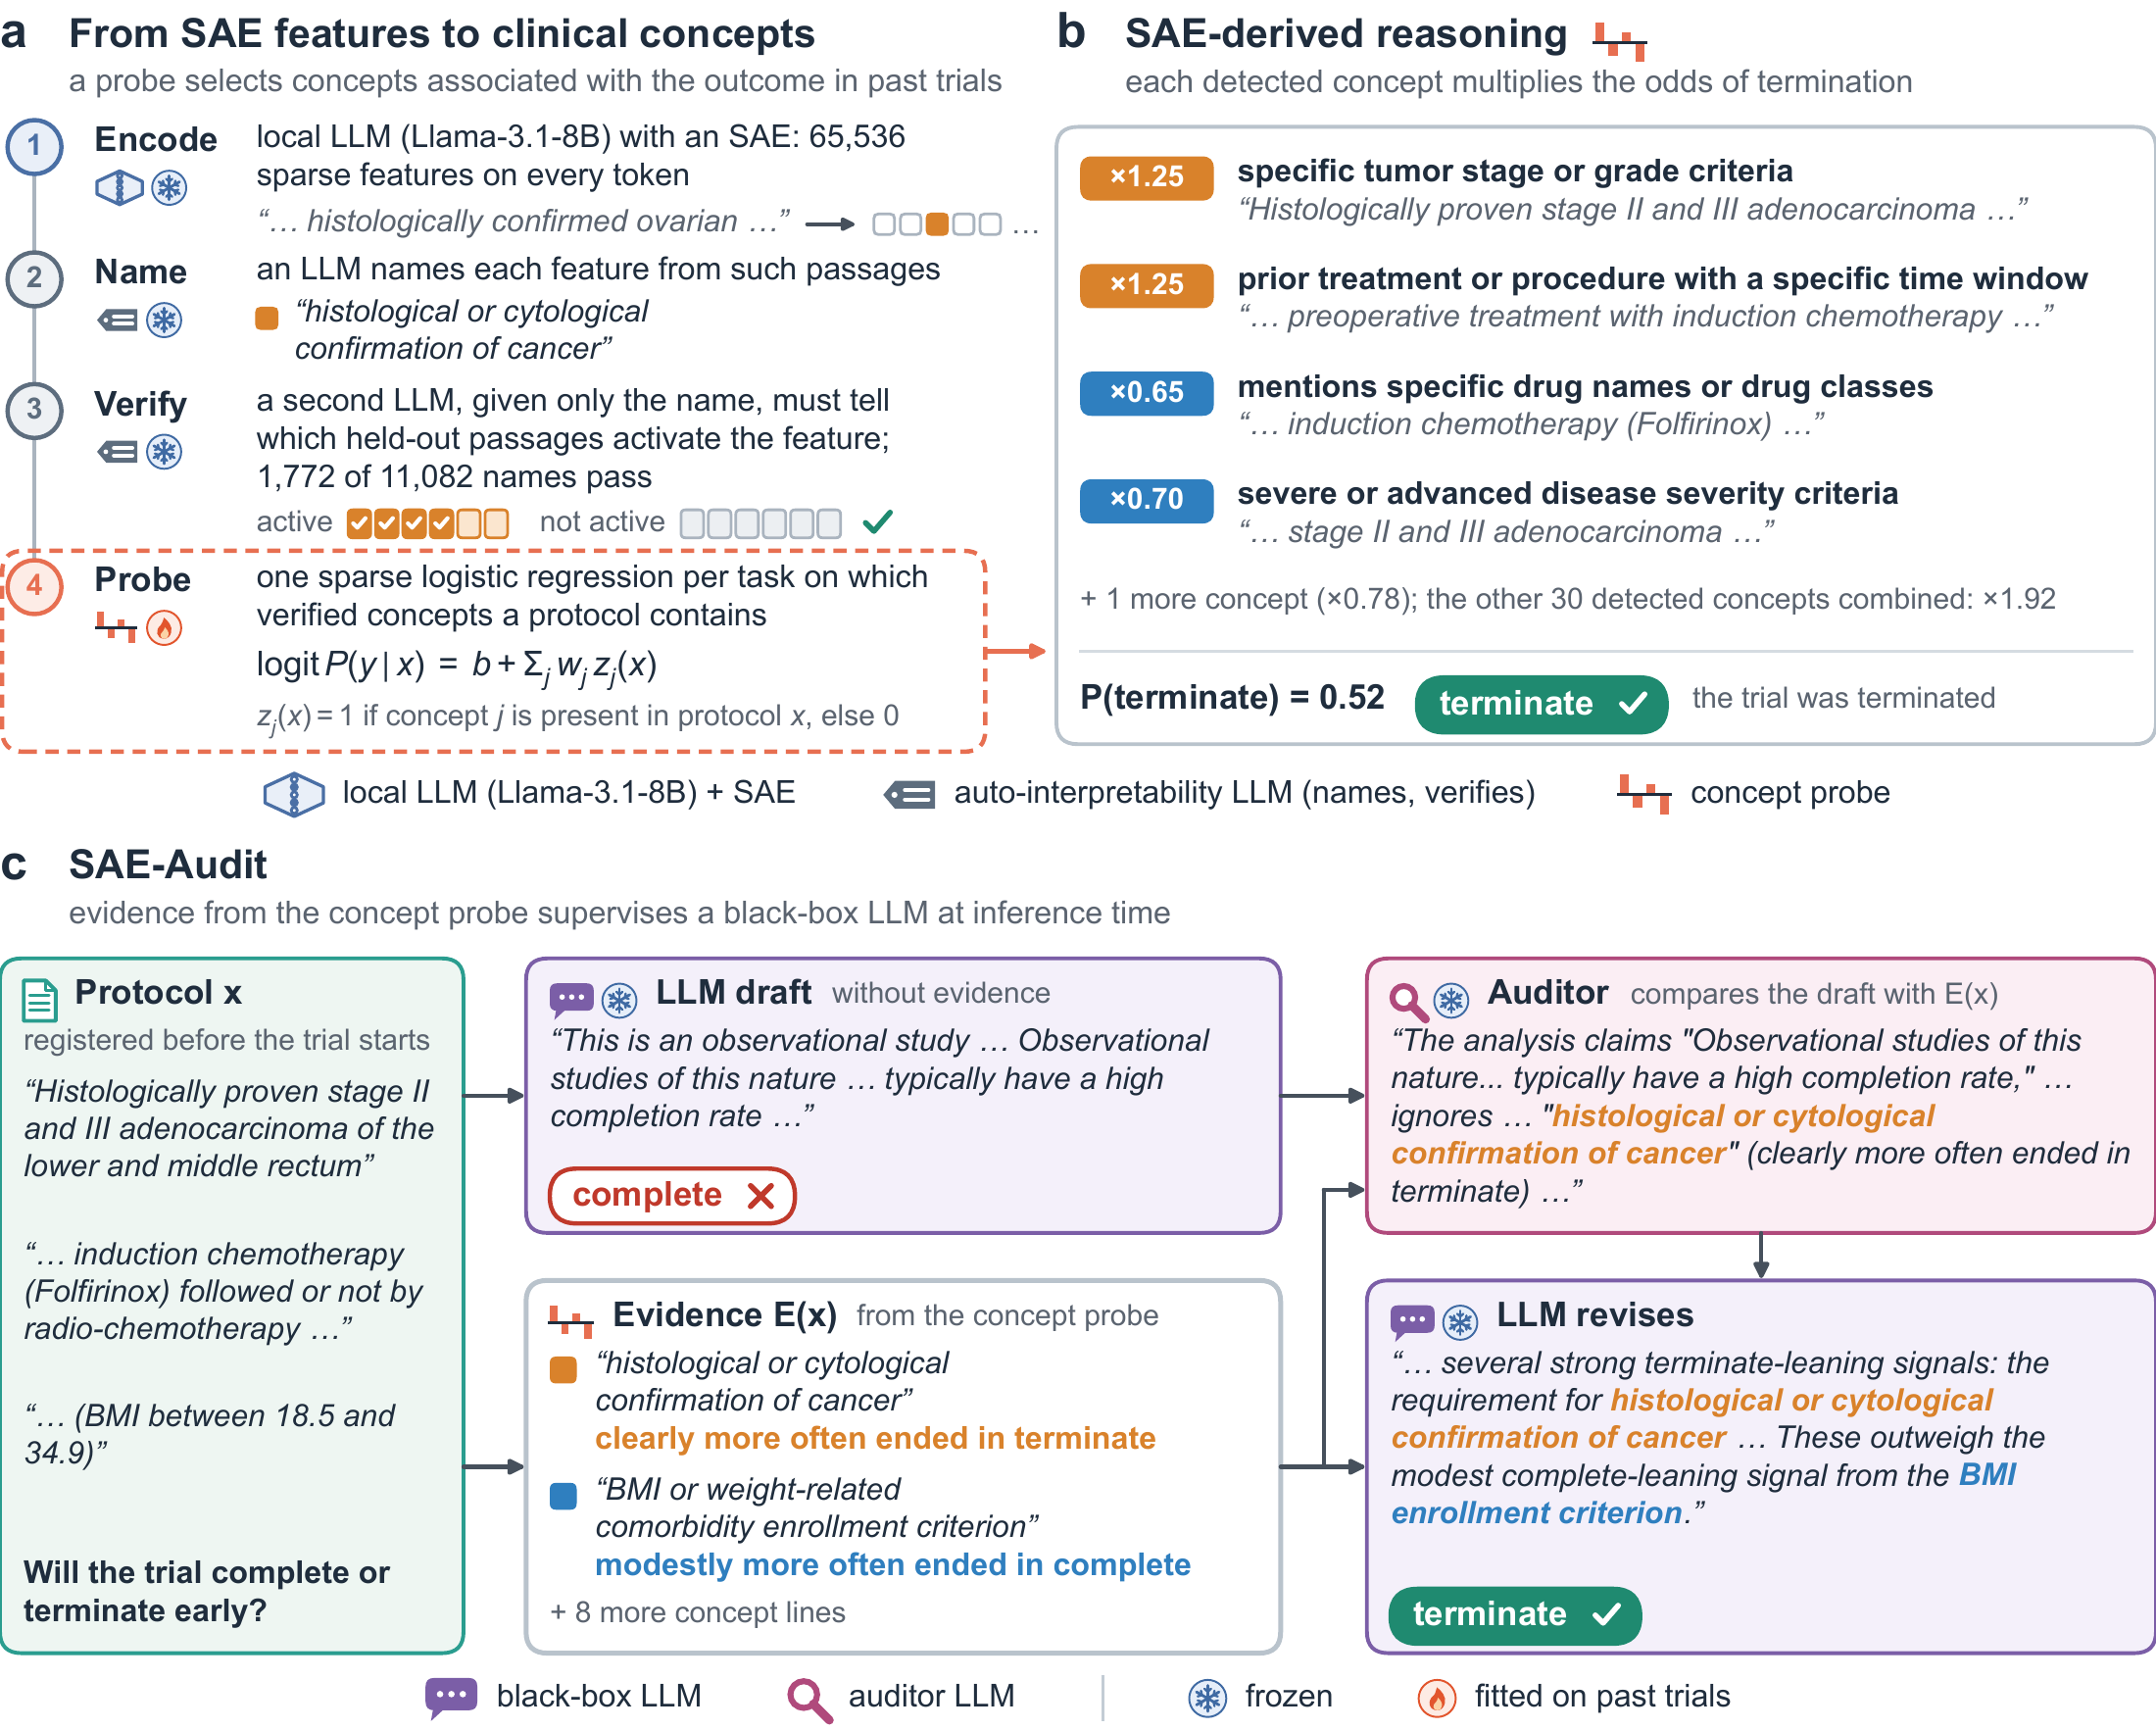 a From SAE features to clinical concepts
a probe selects concepts associated with the outcome in past trials
1 Encode local LLM (Llama-3.1-8B) with an SAE: 65,536
sparse features on every token
“… histologically confirmed ovarian …” …
2 Name an LLM names each feature from such passages
“histological or cytological
confirmation of cancer”
3 Verify a second LLM, given only the name, must tell
which held-out passages activate the feature;
1,772 of 11,082 names pass
active not active
4 Probe one sparse logistic regression per task on which
verified concepts a protocol contains
logit P(y | x) = b + Σj wj zj(x)
zj(x) = 1 if concept j is present in protocol x, else 0
b SAE-derived reasoning
each detected concept multiplies the odds of termination
×1.25 specific tumor stage or grade criteria
“Histologically proven stage II and III adenocarcinoma …”
×1.25 prior treatment or procedure with a specific time window
“… preoperative treatment with induction chemotherapy …”
×0.65 mentions specific drug names or drug classes
“… induction chemotherapy (Folfirinox) …”
×0.70 severe or advanced disease severity criteria
“… stage II and III adenocarcinoma …”
+ 1 more concept (×0.78); the other 30 detected concepts combined: ×1.92
P(terminate) = 0.52 terminate the trial was terminated
local LLM (Llama-3.1-8B) + SAE auto-interpretability LLM (names, verifies) concept probe
c SAE-Audit
evidence from the concept probe supervises a black-box LLM at inference time
Protocol x
registered before the trial starts
“Histologically proven stage II
and III adenocarcinoma of the
lower and middle rectum”
“… induction chemotherapy
(Folfirinox) followed or not by
radio-chemotherapy …”
“… (BMI between 18.5 and
34.9)”
Will the trial complete or
terminate early?
LLM draft without evidence
“This is an observational study … Observational
studies of this nature … typically have a high
completion rate …”
complete
Evidence E(x) from the concept probe
“histological or cytological
confirmation of cancer”
clearly more often ended in terminate
“BMI or weight-related
comorbidity enrollment criterion”
modestly more often ended in complete
+ 8 more concept lines
Auditor compares the draft with E(x)
“The analysis claims "Observational studies of this
nature... typically have a high completion rate," …
ignores … "histological or cytological
confirmation of cancer" (clearly more often ended in
terminate) …”
LLM revises
“… several strong terminate-leaning signals: the
requirement for histological or cytological
confirmation of cancer … These outweigh the
modest complete-leaning signal from the BMI
enrollment criterion.”
terminate
black-box LLM auditor LLM frozen fitted on past trials